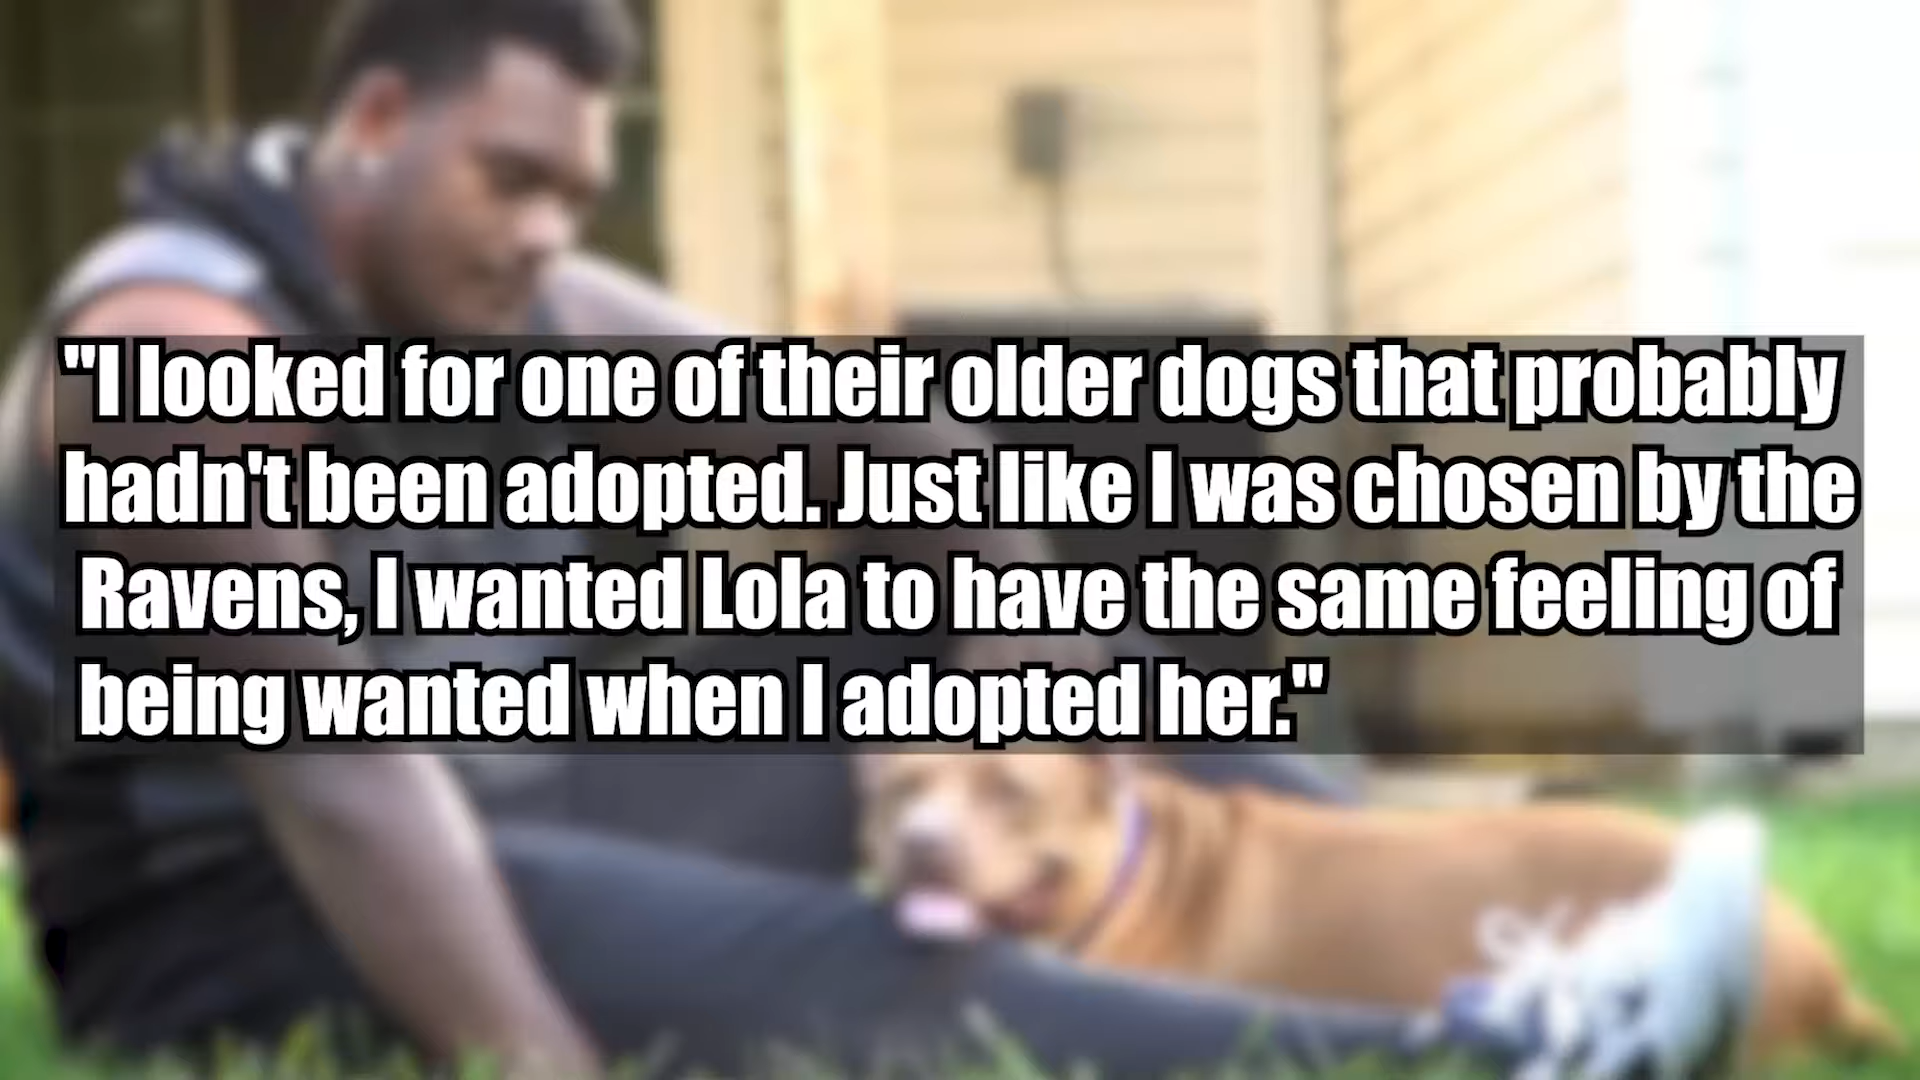 "I looked for one of their older dogs that probably
hadn't been adopted. Just like I was chosen by the
Ravens, I wanted Lola to have the same feeling of
being wanted when I adopted her."